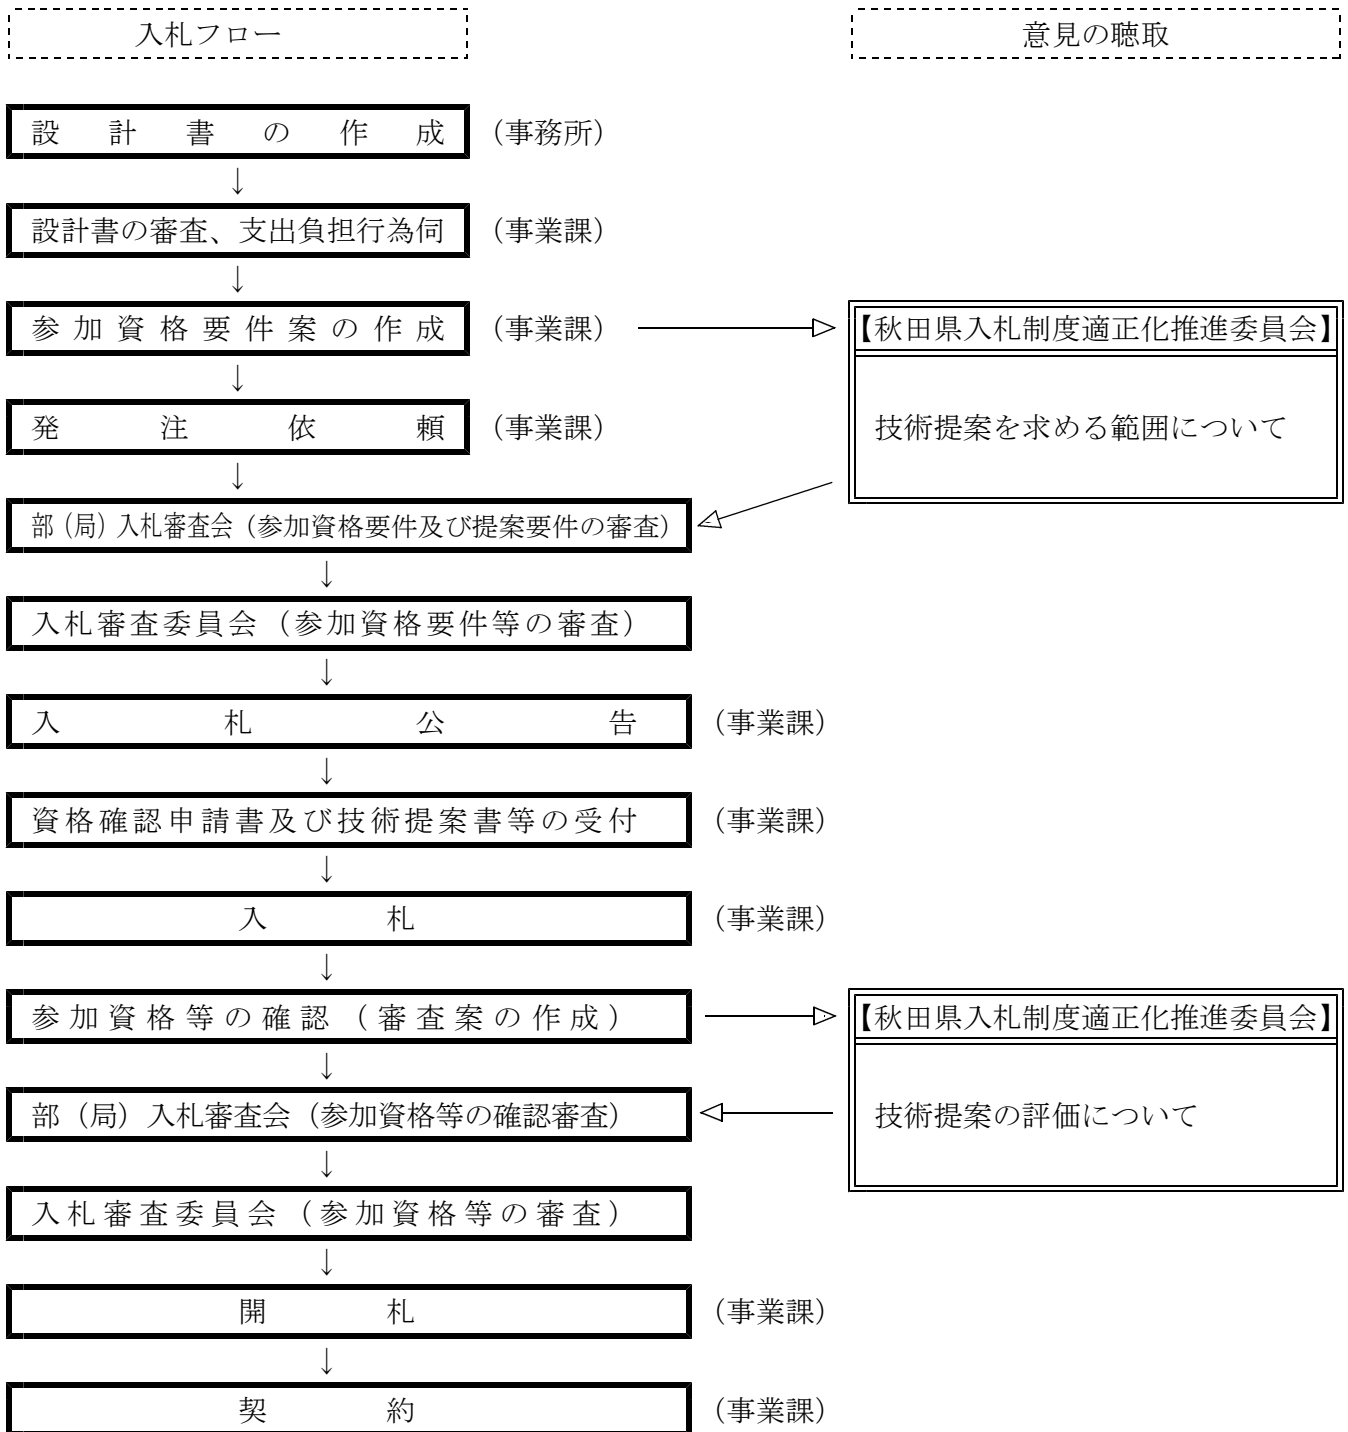 入札フロー
意見の聴取
設計書の作成 （事務所）
↓
設計書の審査、支出負担行為伺 （事業課）
↓
参加資格要件案の作成 （事業課）
【秋田県入札制度適正化推進委員会】
↓
発注依頼 （事業課）
技術提案を求める範囲について
↓
部（局）入札審査会（参加資格要件及び提案要件の審査）
↓
入札審査委員会（参加資格要件等の審査）
↓
入札公告 （事業課）
↓
資格確認申請書及び技術提案書等の受付 （事業課）
↓
入札 （事業課）
↓
参加資格等の確認（審査案の作成）
【秋田県入札制度適正化推進委員会】
↓
部（局）入札審査会（参加資格等の確認審査）
技術提案の評価について
↓
入札審査委員会（参加資格等の審査）
↓
開札 （事業課）
↓
契約 （事業課）